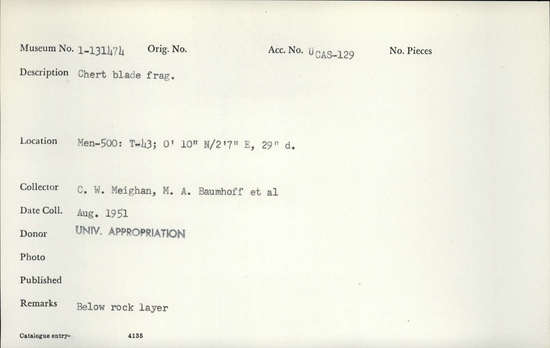 Museum No. 1-131474 Orig. No. Acc. No. UCAS-129 No. Pieces
Description Chert blade frag.
Location Men-500: T-43; 0' 10" N/2'7" E, 29" d.
Collector C. W. Meighan, M. A. Baumhoff et al
Date Coll. Aug. 1951
Donor UNIV. APPROPRIATION
Photo
Published
Remarks Below rock layer
Catalogue entry- 4135